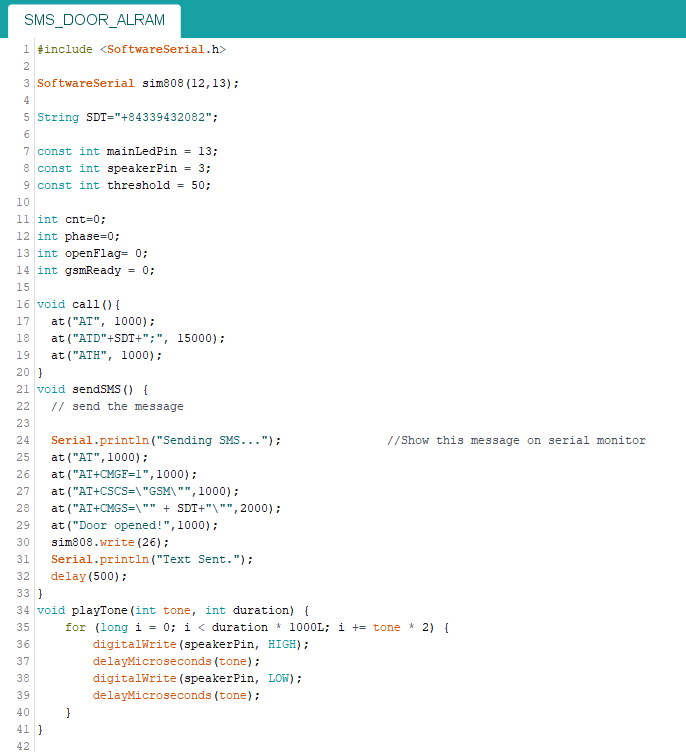 SMS_DOOR_ALRAM
1 #include <SoftwareSerial.h>
2
3 SoftwareSerial sim808(12,13);
4
5 String SDT="+84339432082";
6
7 const int mainLedPin = 13;
8 const int speakerPin = 3;
9 const int threshold = 50;
10
11 int cnt=0;
12 int phase=0;
13 int openFlag= 0;
14 int gsmReady = 0;
15
16 void call(){
17   at("AT", 1000);
18   at("ATD"+SDT+";", 15000);
19   at("ATH", 1000);
20 }
21 void sendSMS() {
22   // send the message
23
24   Serial.println("Sending SMS...");               //Show this message on serial monitor
25   at("AT",1000);
26   at("AT+CMGF=1",1000);
27   at("AT+CSCS=\"GSM\"",1000);
28   at("AT+CMGS=\"" + SDT+"\"",2000);
29   at("Door opened!",1000);
30   sim808.write(26);
31   Serial.println("Text Sent.");
32   delay(500);
33 }
34 void playTone(int tone, int duration) {
35     for (long i = 0; i < duration * 1000L; i += tone * 2) {
36         digitalWrite(speakerPin, HIGH);
37         delayMicroseconds(tone);
38         digitalWrite(speakerPin, LOW);
39         delayMicroseconds(tone);
40     }
41 }
42